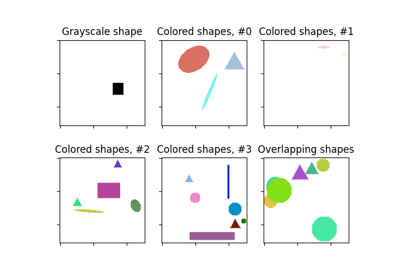 Grayscale shape
Colored shapes, #0
Colored shapes, #1
Colored shapes, #2
Colored shapes, #3
Overlapping shapes